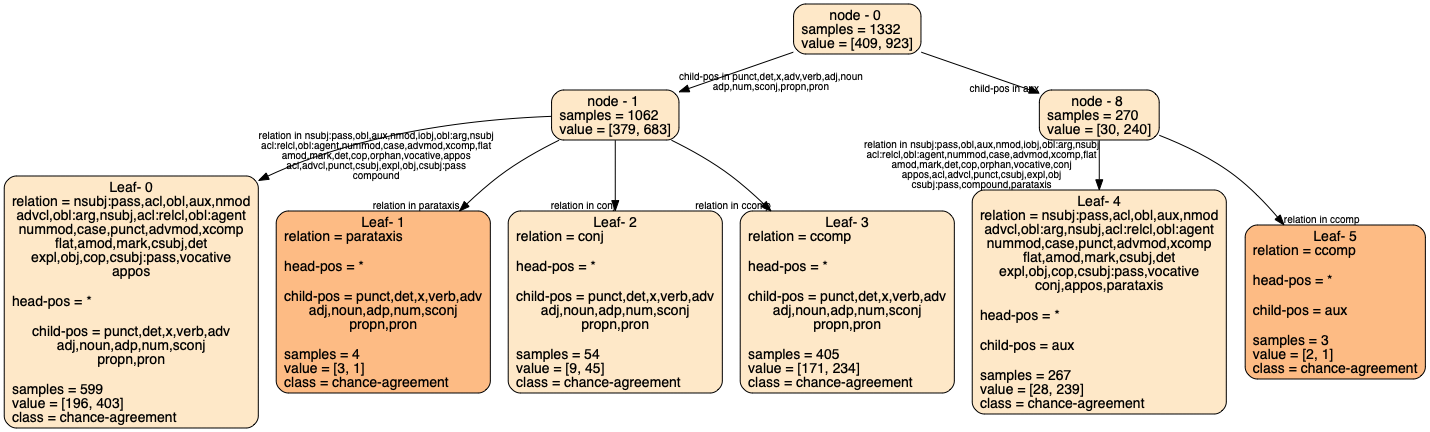 node - 0
samples = 1332
value = [409, 923]
child-pos in punct,det,x,adv,verb,adj,noun
adp,num,sconj,propn,pron
child-pos in aux
node - 1
samples = 1062
value = [379, 683]
node - 8
samples = 270
value = [30, 240]
relation in nsubj:pass,obl,aux,nmod,iobj,obl:arg,nsubj
acl:relcl,obl:agent,nummod,case,advmod,xcomp,flat
amod,mark,det,cop,orphan,vocative,appos
acl,advcl,punct,csubj,expl,obj,csubj:pass
compound
relation in parataxis
relation in conj
relation in ccomp
relation in nsubj:pass,obl,aux,nmod,iobj,obl:arg,nsubj
acl:relcl,obl:agent,nummod,case,advmod,xcomp,flat
amod,mark,det,cop,orphan,vocative,conj
appos,acl,advcl,punct,csubj,expl,obj
csubj:pass,compound,parataxis
relation in ccomp
Leaf- 0
relation = nsubj:pass,acl,obl,aux,nmod
advcl,obl:arg,nsubj,acl:relcl,obl:agent
nummod,case,punct,advmod,xcomp
flat,amod,mark,csubj,det
expl,obj,cop,csubj:pass,vocative
appos
head-pos = *
child-pos = punct,det,x,verb,adv
adj,noun,adp,num,sconj
propn,pron
samples = 599
value = [196, 403]
class = chance-agreement
Leaf- 1
relation = parataxis
head-pos = *
child-pos = punct,det,x,verb,adv
adj,noun,adp,num,sconj
propn,pron
samples = 4
value = [3, 1]
class = chance-agreement
Leaf- 2
relation = conj
head-pos = *
child-pos = punct,det,x,verb,adv
adj,noun,adp,num,sconj
propn,pron
samples = 54
value = [9, 45]
class = chance-agreement
Leaf- 3
relation = ccomp
head-pos = *
child-pos = punct,det,x,verb,adv
adj,noun,adp,num,sconj
propn,pron
samples = 405
value = [171, 234]
class = chance-agreement
Leaf- 4
relation = nsubj:pass,acl,obl,aux,nmod
advcl,obl:arg,nsubj,acl:relcl,obl:agent
nummod,case,punct,advmod,xcomp
flat,amod,mark,csubj,det
expl,obj,cop,csubj:pass,vocative
conj,appos,parataxis
head-pos = *
child-pos = aux
samples = 267
value = [28, 239]
class = chance-agreement
Leaf- 5
relation = ccomp
head-pos = *
child-pos = aux
samples = 3
value = [2, 1]
class = chance-agreement